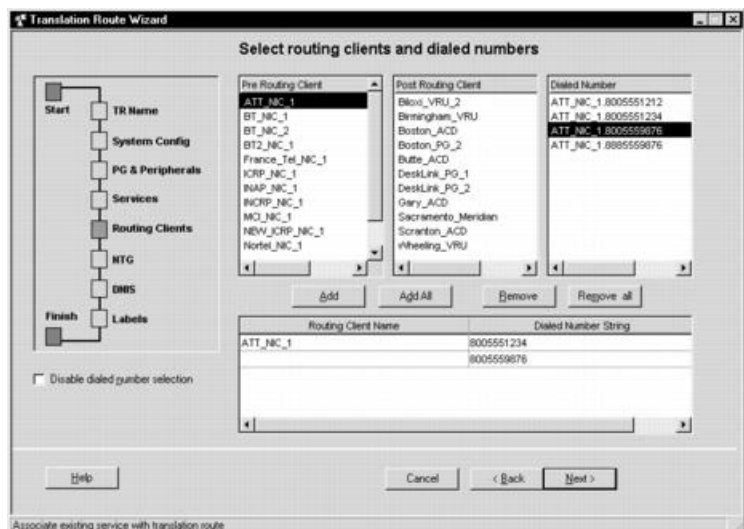 Translation Route Wizard
Select routing clients and dialed numbers
Start
TR Name
System Config
PG & Peripherals
Services
Routing Clients
NTG
DNIS
Finish
Labels
Disable dialed number selection
Pre Routing Client
ATT_NIC_1
BT_NIC_1
BT_NIC_2
BT2_NIC_1
France_Tel_NIC_1
ICRP_NIC_1
INAP_NIC_1
INCRP_NIC_1
MCI_NIC_1
NEW_ICRP_NIC_1
Nortel_NIC_1
Post Routing Client
Biloxi_VRU_2
Birmingham_VRU
Boston_ACD
Boston_PG_2
Butte_ACD
DeskLink_PG_1
DeskLink_PG_2
Gary_ACD
Sacramento_Meridian
Scranton_ACD
Wheeling_VRU
Dialed Number
ATT_NIC_1.8005551212
ATT_NIC_1.8005551234
ATT_NIC_1.8005559876
ATT_NIC_1.8885559876
Add
Add All
Remove
Remove all
Routing Client Name Dialed Number String
ATT_NIC_1 8005551234
8005559876
Help
Cancel
< Back
Next >
Associate existing service with translation route